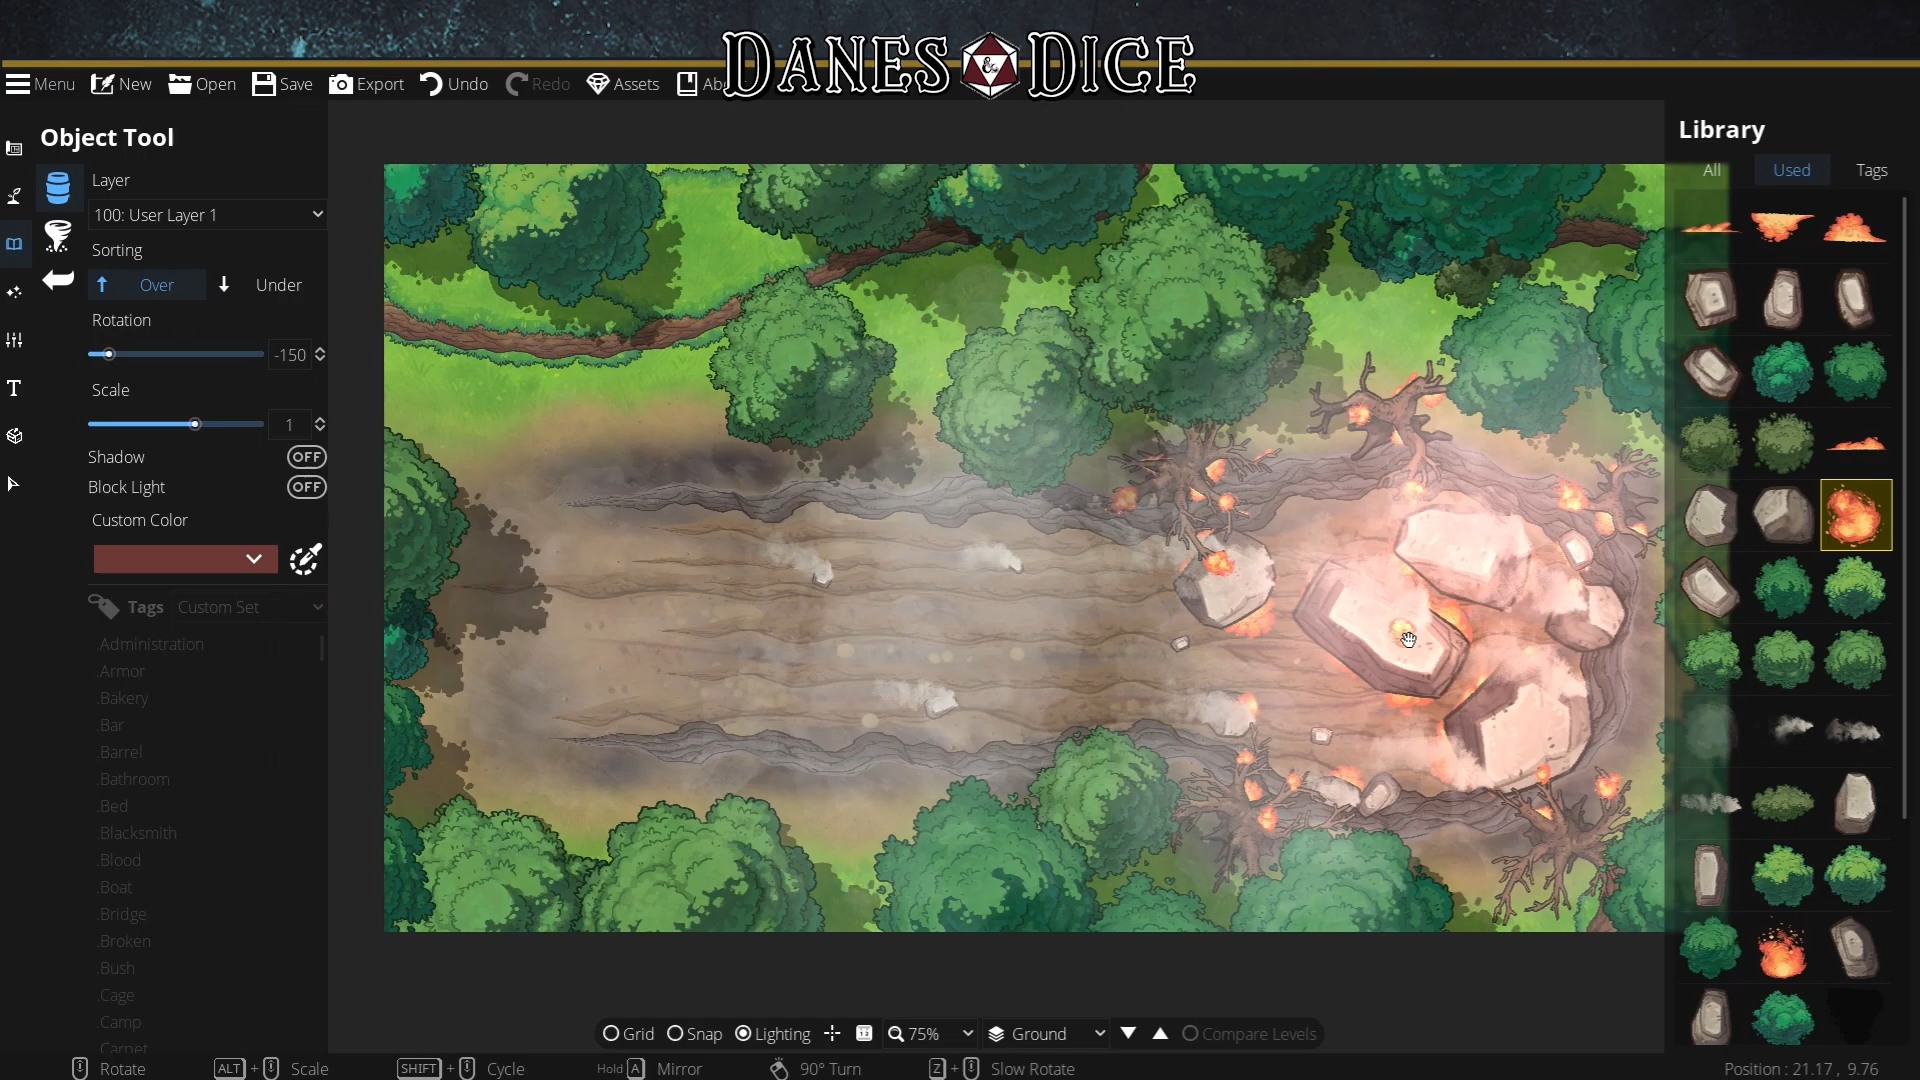 DANES & DICE
Menu New Open Save Export Undo Redo Assets Ab
Object Tool
Layer
100: User Layer 1
Sorting
Over Under
Rotation
-150
Scale
1
Shadow OFF
Block Light OFF
Custom Color
Tags Custom Set
.Administration
.Armor
.Bakery
.Bar
.Barrel
.Bathroom
.Bed
.Blacksmith
.Blood
.Boat
.Bridge
.Broken
.Bush
.Cage
.Camp
.Carpet
Library
All Used Tags
Grid Snap Lighting 75% Ground Compare Levels
Rotate ALT + Scale SHIFT + Cycle Hold A Mirror 90° Turn Z + Slow Rotate Position : 21.17 , 9.76